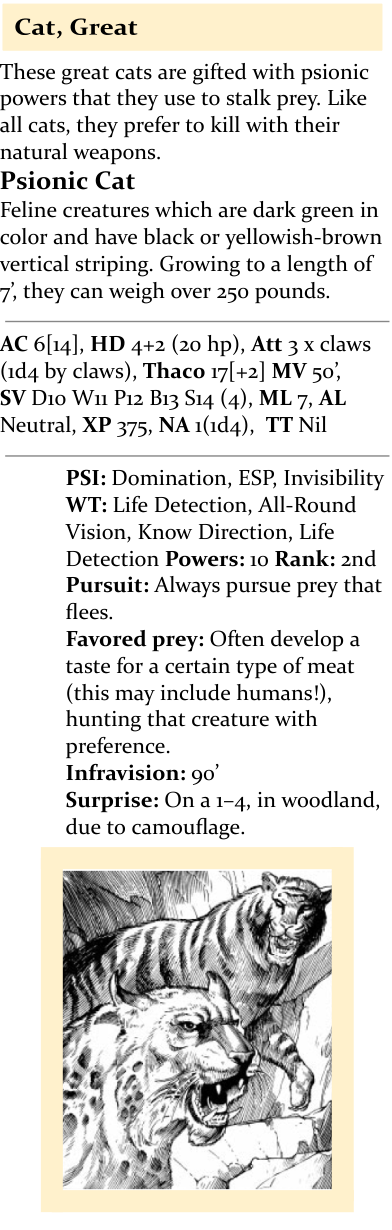 Cat, Great
These great cats are gifted with psionic
powers that they use to stalk prey. Like
all cats, they prefer to kill with their
natural weapons.
Psionic Cat
Feline creatures which are dark green in
color and have black or yellowish-brown
vertical striping. Growing to a length of
7’, they can weigh over 250 pounds.
AC 6[14], HD 4+2 (20 hp), Att 3 x claws
(1d4 by claws), Thaco 17[+2] MV 50’,
SV D10 W11 P12 B13 S14 (4), ML 7, AL
Neutral, XP 375, NA 1(1d4), TT Nil
PSI: Domination, ESP, Invisibility
WT: Life Detection, All-Round
Vision, Know Direction, Life
Detection Powers: 10 Rank: 2nd
Pursuit: Always pursue prey that
flees.
Favored prey: Often develop a
taste for a certain type of meat
(this may include humans!),
hunting that creature with
preference.
Infravision: 90’
Surprise: On a 1–4, in woodland,
due to camouflage.